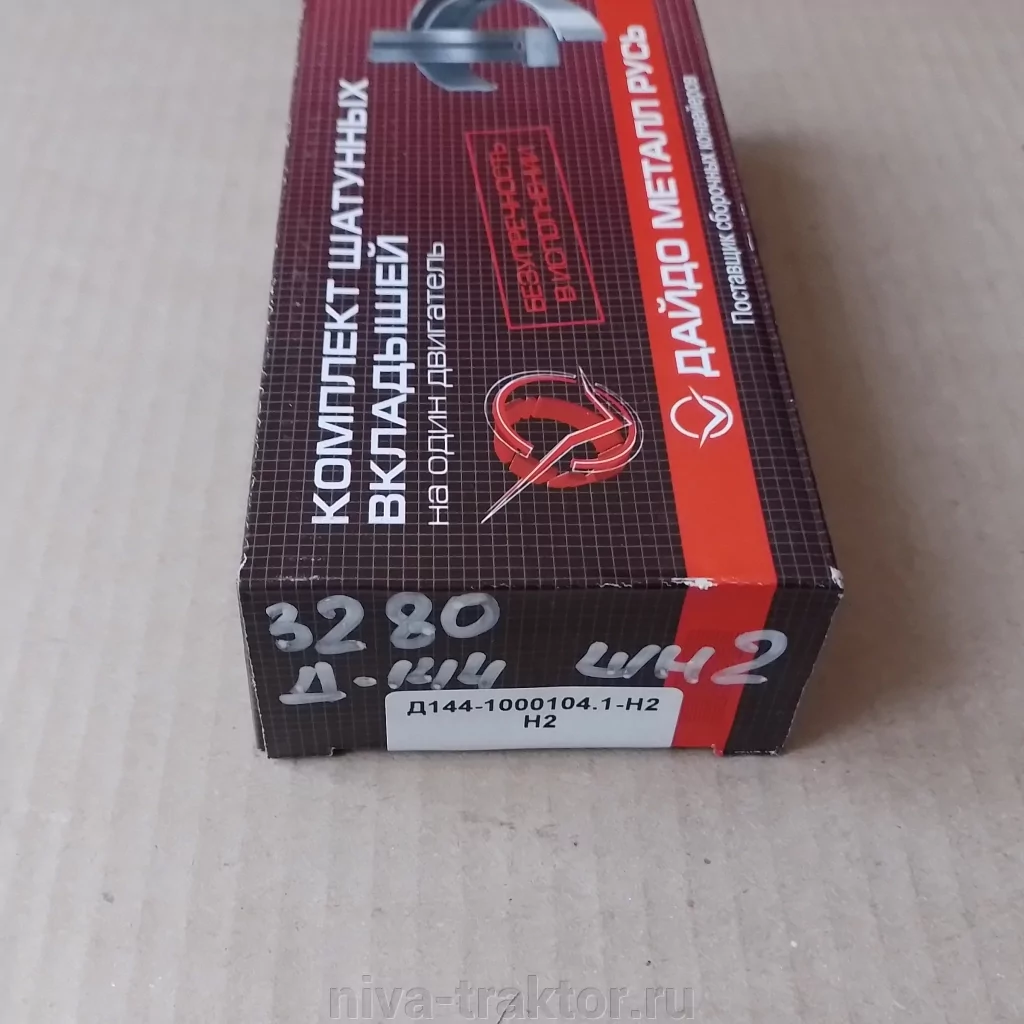 КОМПЛЕКТ ШАТУННЫХ
ВКЛАДЫШЕЙ
на один двигатель
БЕЗУПРЕЧНОСТЬ
В ИСПОЛНЕНИИ
ДАЙДО МЕТАЛЛ РУСЬ
Поставщик сборочных конвейеров
3280
Д-144 ШН2
Д144-1000104.1-Н2
Н2
niva-traktor.ru